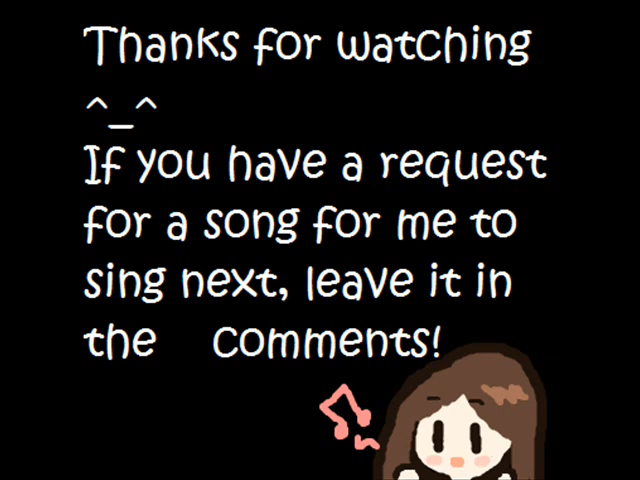 Thanks for watching
^_^
If you have a request
for a song for me to
sing next, leave it in
the comments!